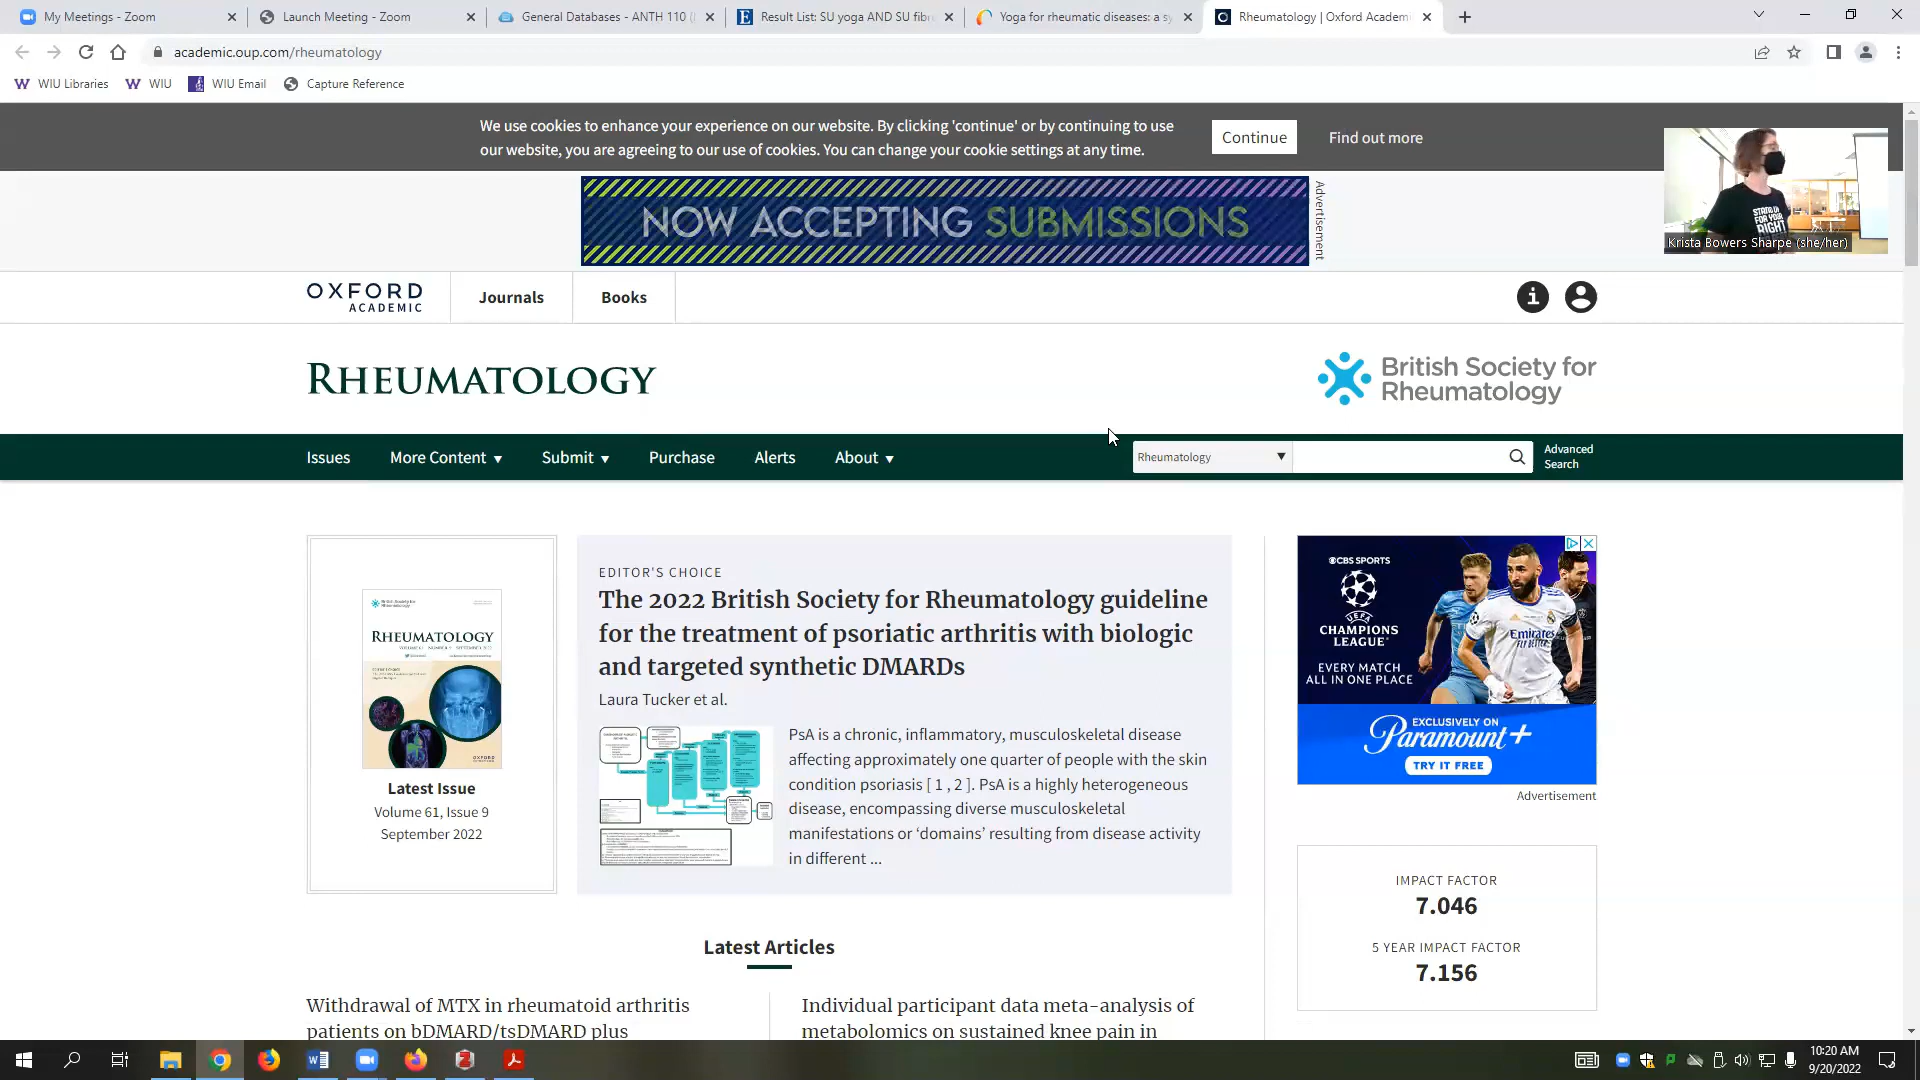 My Meetings - Zoom
Launch Meeting - Zoom
General Databases - ANTH 110 (
Result List: SU yoga AND SU fibr
Yoga for rheumatic diseases: a sy
Rheumatology | Oxford Academi
academic.oup.com/rheumatology
WIU Libraries
WIU
WIU Email
Capture Reference
We use cookies to enhance your experience on our website. By clicking 'continue' or by continuing to use
our website, you are agreeing to our use of cookies. You can change your cookie settings at any time.
Continue
Find out more
NOW ACCEPTING SUBMISSIONS
Advertisement
STAND UP
FOR YOUR
RIGHT
Krista Bowers Sharpe (she/her)
OXFORD
ACADEMIC
Journals
Books
RHEUMATOLOGY
British Society for
Rheumatology
Issues
More Content
Submit
Purchase
Alerts
About
Rheumatology
Advanced
Search
RHEUMATOLOGY
OXFORD
Latest Issue
Volume 61, Issue 9
September 2022
EDITOR'S CHOICE
The 2022 British Society for Rheumatology guideline
for the treatment of psoriatic arthritis with biologic
and targeted synthetic DMARDs
Laura Tucker et al.
PsA is a chronic, inflammatory, musculoskeletal disease
affecting approximately one quarter of people with the skin
condition psoriasis [ 1 , 2 ]. PsA is a highly heterogeneous
disease, encompassing diverse musculoskeletal
manifestations or ‘domains’ resulting from disease activity
in different ...
CBS SPORTS
UEFA
CHAMPIONS
LEAGUE
EVERY MATCH
ALL IN ONE PLACE
Emirates
EXCLUSIVELY ON
Paramount+
TRY IT FREE
Advertisement
IMPACT FACTOR
7.046
5 YEAR IMPACT FACTOR
7.156
Latest Articles
Withdrawal of MTX in rheumatoid arthritis
patients on bDMARD/tsDMARD plus
Individual participant data meta-analysis of
metabolomics on sustained knee pain in
10:20 AM
9/20/2022